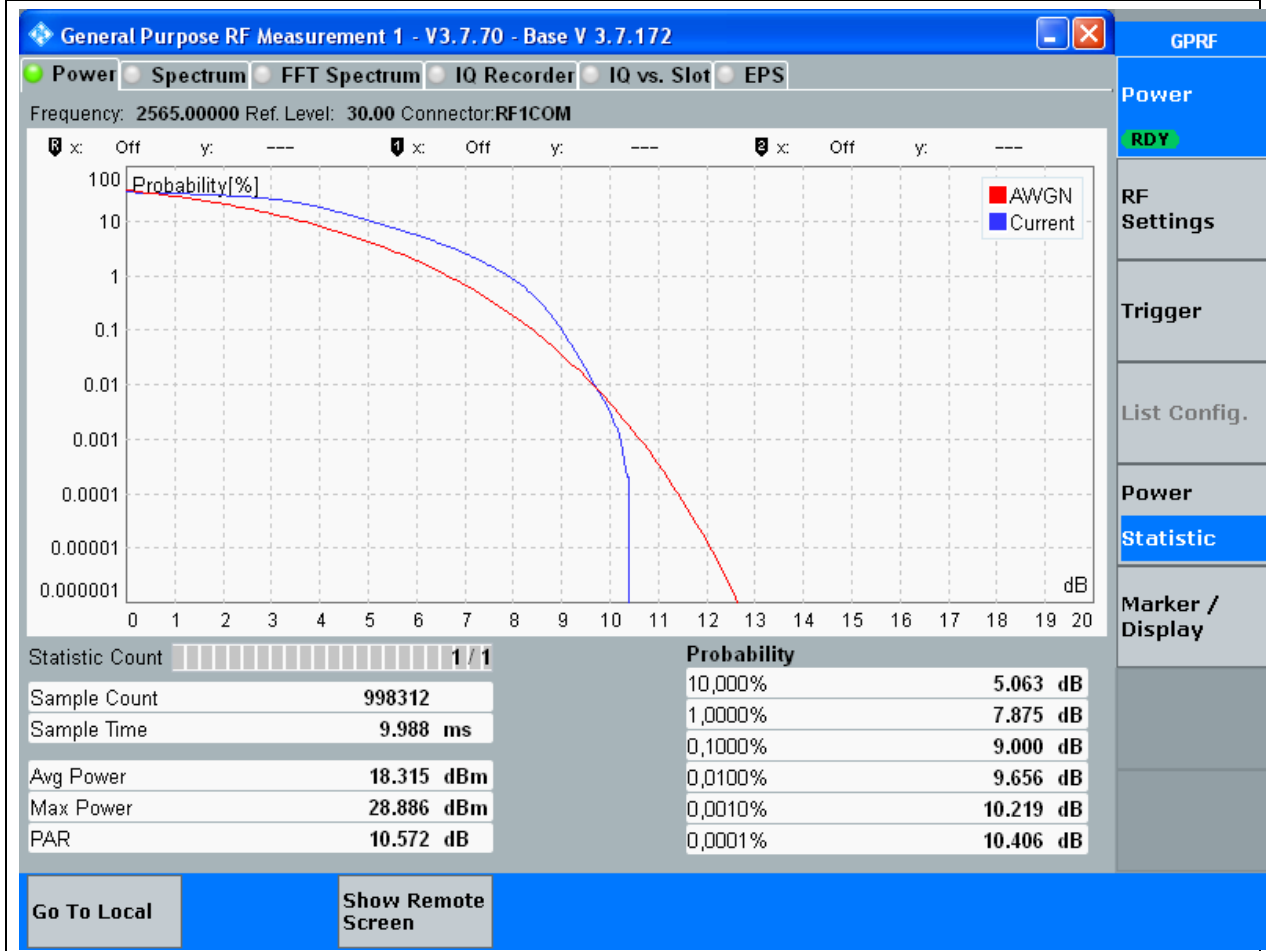 General Purpose RF Measurement 1 - V3.7.70 - Base V 3.7.172
GPRF
Power Spectrum FFT Spectrum IQ Recorder IQ vs. Slot EPS
Frequency: 2565.00000 Ref. Level: 30.00 Connector:RF1COM
R x: Off y: --- 1 x: Off y: --- 2 x: Off y: ---
Probability[%]
100
10
1
0.1
0.01
0.001
0.0001
0.00001
0.000001
AWGN
Current
dB
0 1 2 3 4 5 6 7 8 9 10 11 12 13 14 15 16 17 18 19 20
Statistic Count 1 / 1
Sample Count 998312
Sample Time 9.988 ms
Avg Power 18.315 dBm
Max Power 28.886 dBm
PAR 10.572 dB
Probability
10,000% 5.063 dB
1,0000% 7.875 dB
0,1000% 9.000 dB
0,0100% 9.656 dB
0,0010% 10.219 dB
0,0001% 10.406 dB
Power
RDY
RF
Settings
Trigger
List Config.
Power
Statistic
Marker /
Display
Go To Local
Show Remote
Screen